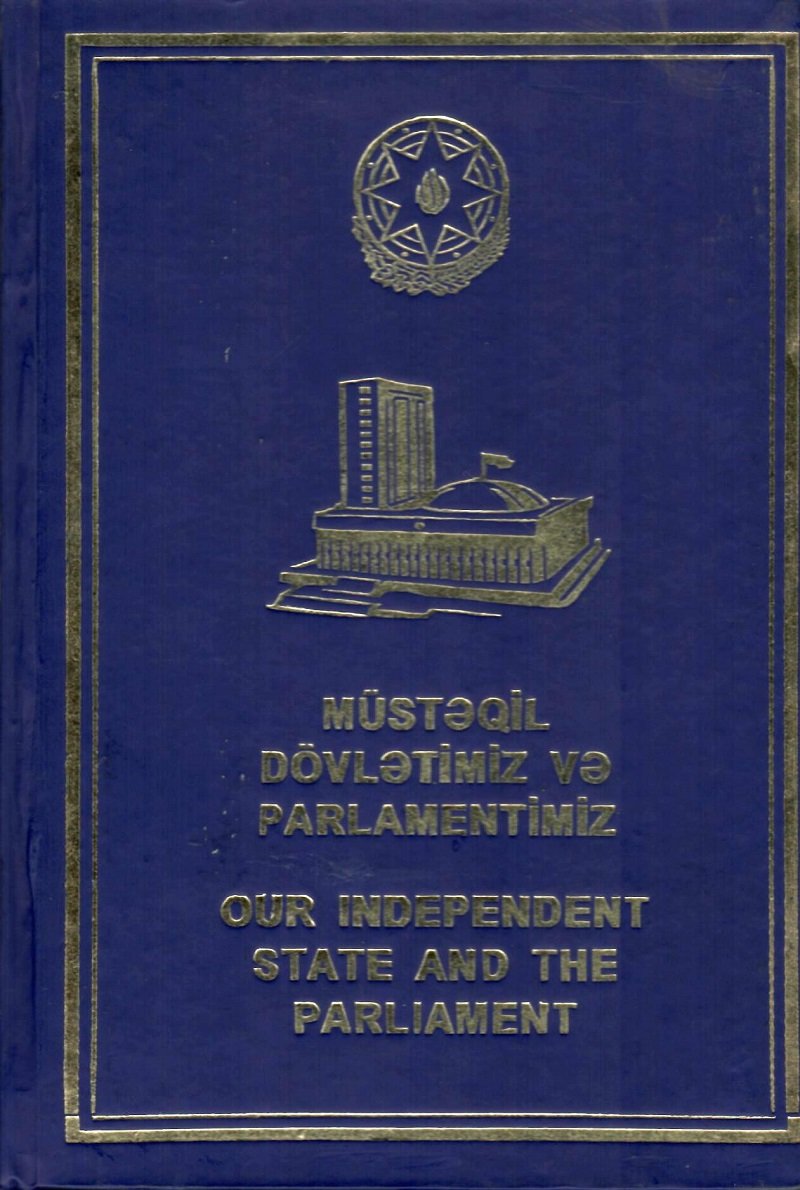 MÜSTƏQİL
DÖVLƏTİMİZ VƏ
PARLAMENTİMİZ
OUR INDEPENDENT
STATE AND THE
PARLIAMENT